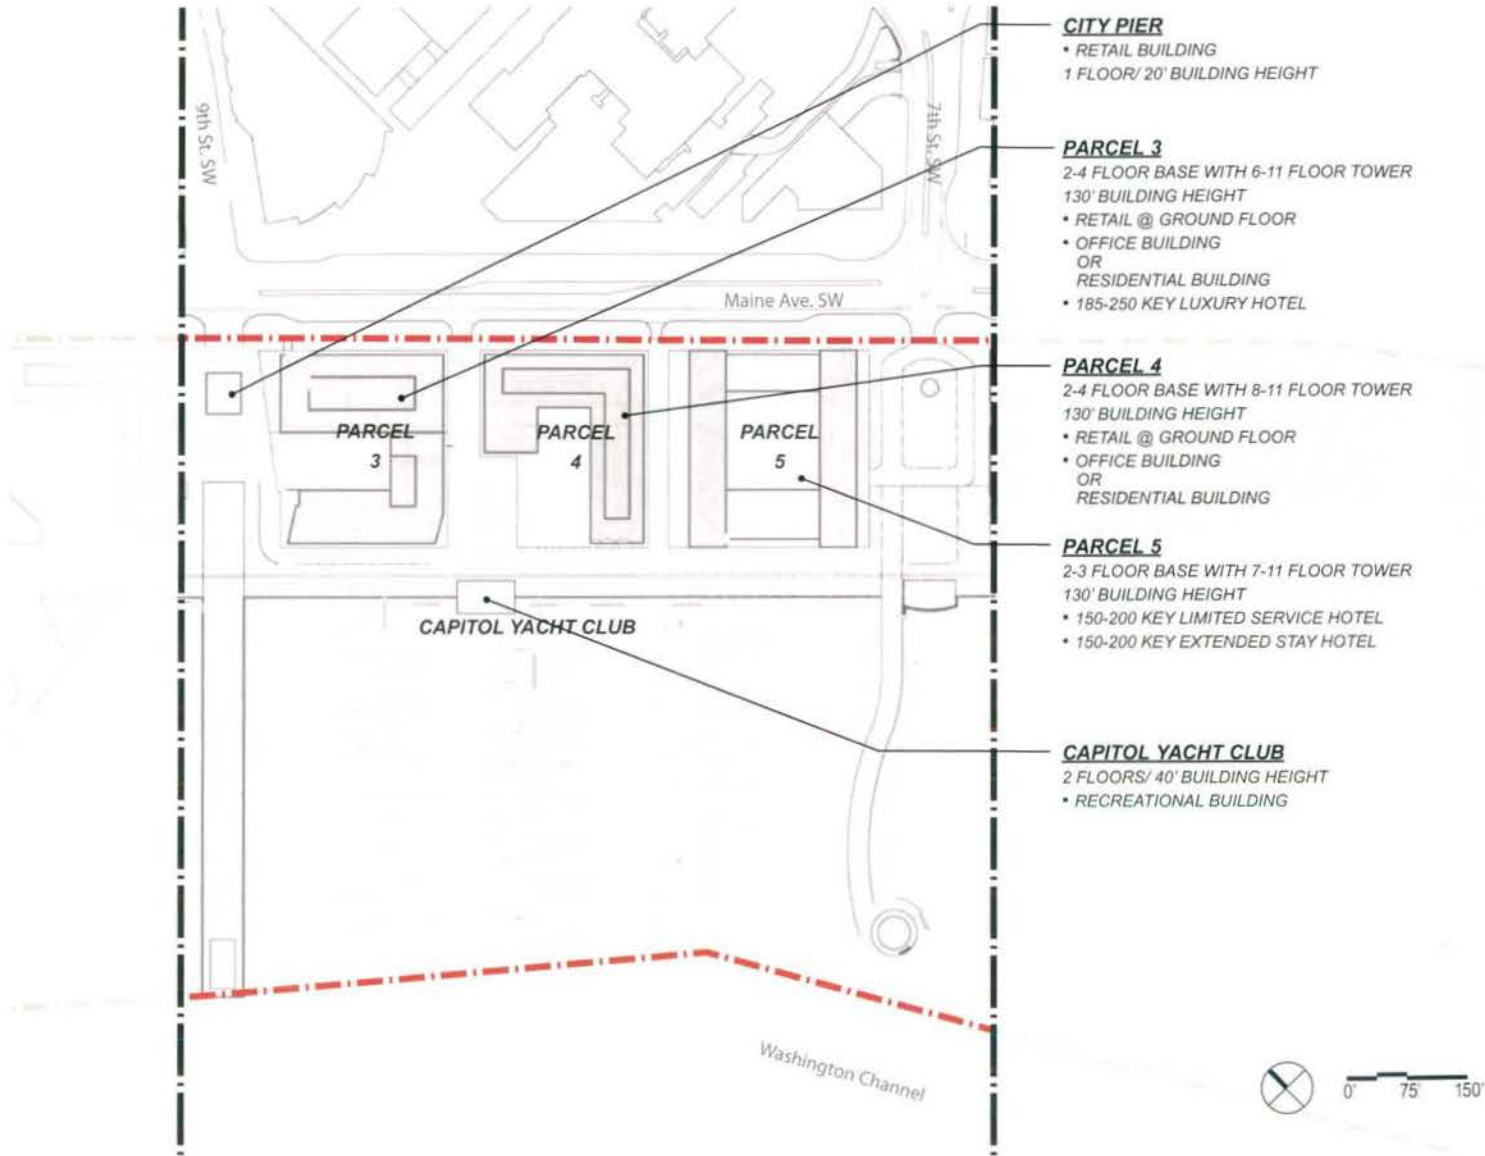 CITY PIER
• RETAIL BUILDING
1 FLOOR/ 20' BUILDING HEIGHT
9th St. SW
7th St. SW
PARCEL 3
2-4 FLOOR BASE WITH 6-11 FLOOR TOWER
130' BUILDING HEIGHT
• RETAIL @ GROUND FLOOR
• OFFICE BUILDING
OR
RESIDENTIAL BUILDING
• 185-250 KEY LUXURY HOTEL
Maine Ave. SW
PARCEL 4
2-4 FLOOR BASE WITH 8-11 FLOOR TOWER
130' BUILDING HEIGHT
• RETAIL @ GROUND FLOOR
• OFFICE BUILDING
OR
RESIDENTIAL BUILDING
PARCEL
3
PARCEL
4
PARCEL
5
PARCEL 5
2-3 FLOOR BASE WITH 7-11 FLOOR TOWER
130' BUILDING HEIGHT
• 150-200 KEY LIMITED SERVICE HOTEL
• 150-200 KEY EXTENDED STAY HOTEL
CAPITOL YACHT CLUB
CAPITOL YACHT CLUB
2 FLOORS/ 40' BUILDING HEIGHT
• RECREATIONAL BUILDING
Washington Channel
0' 75' 150'